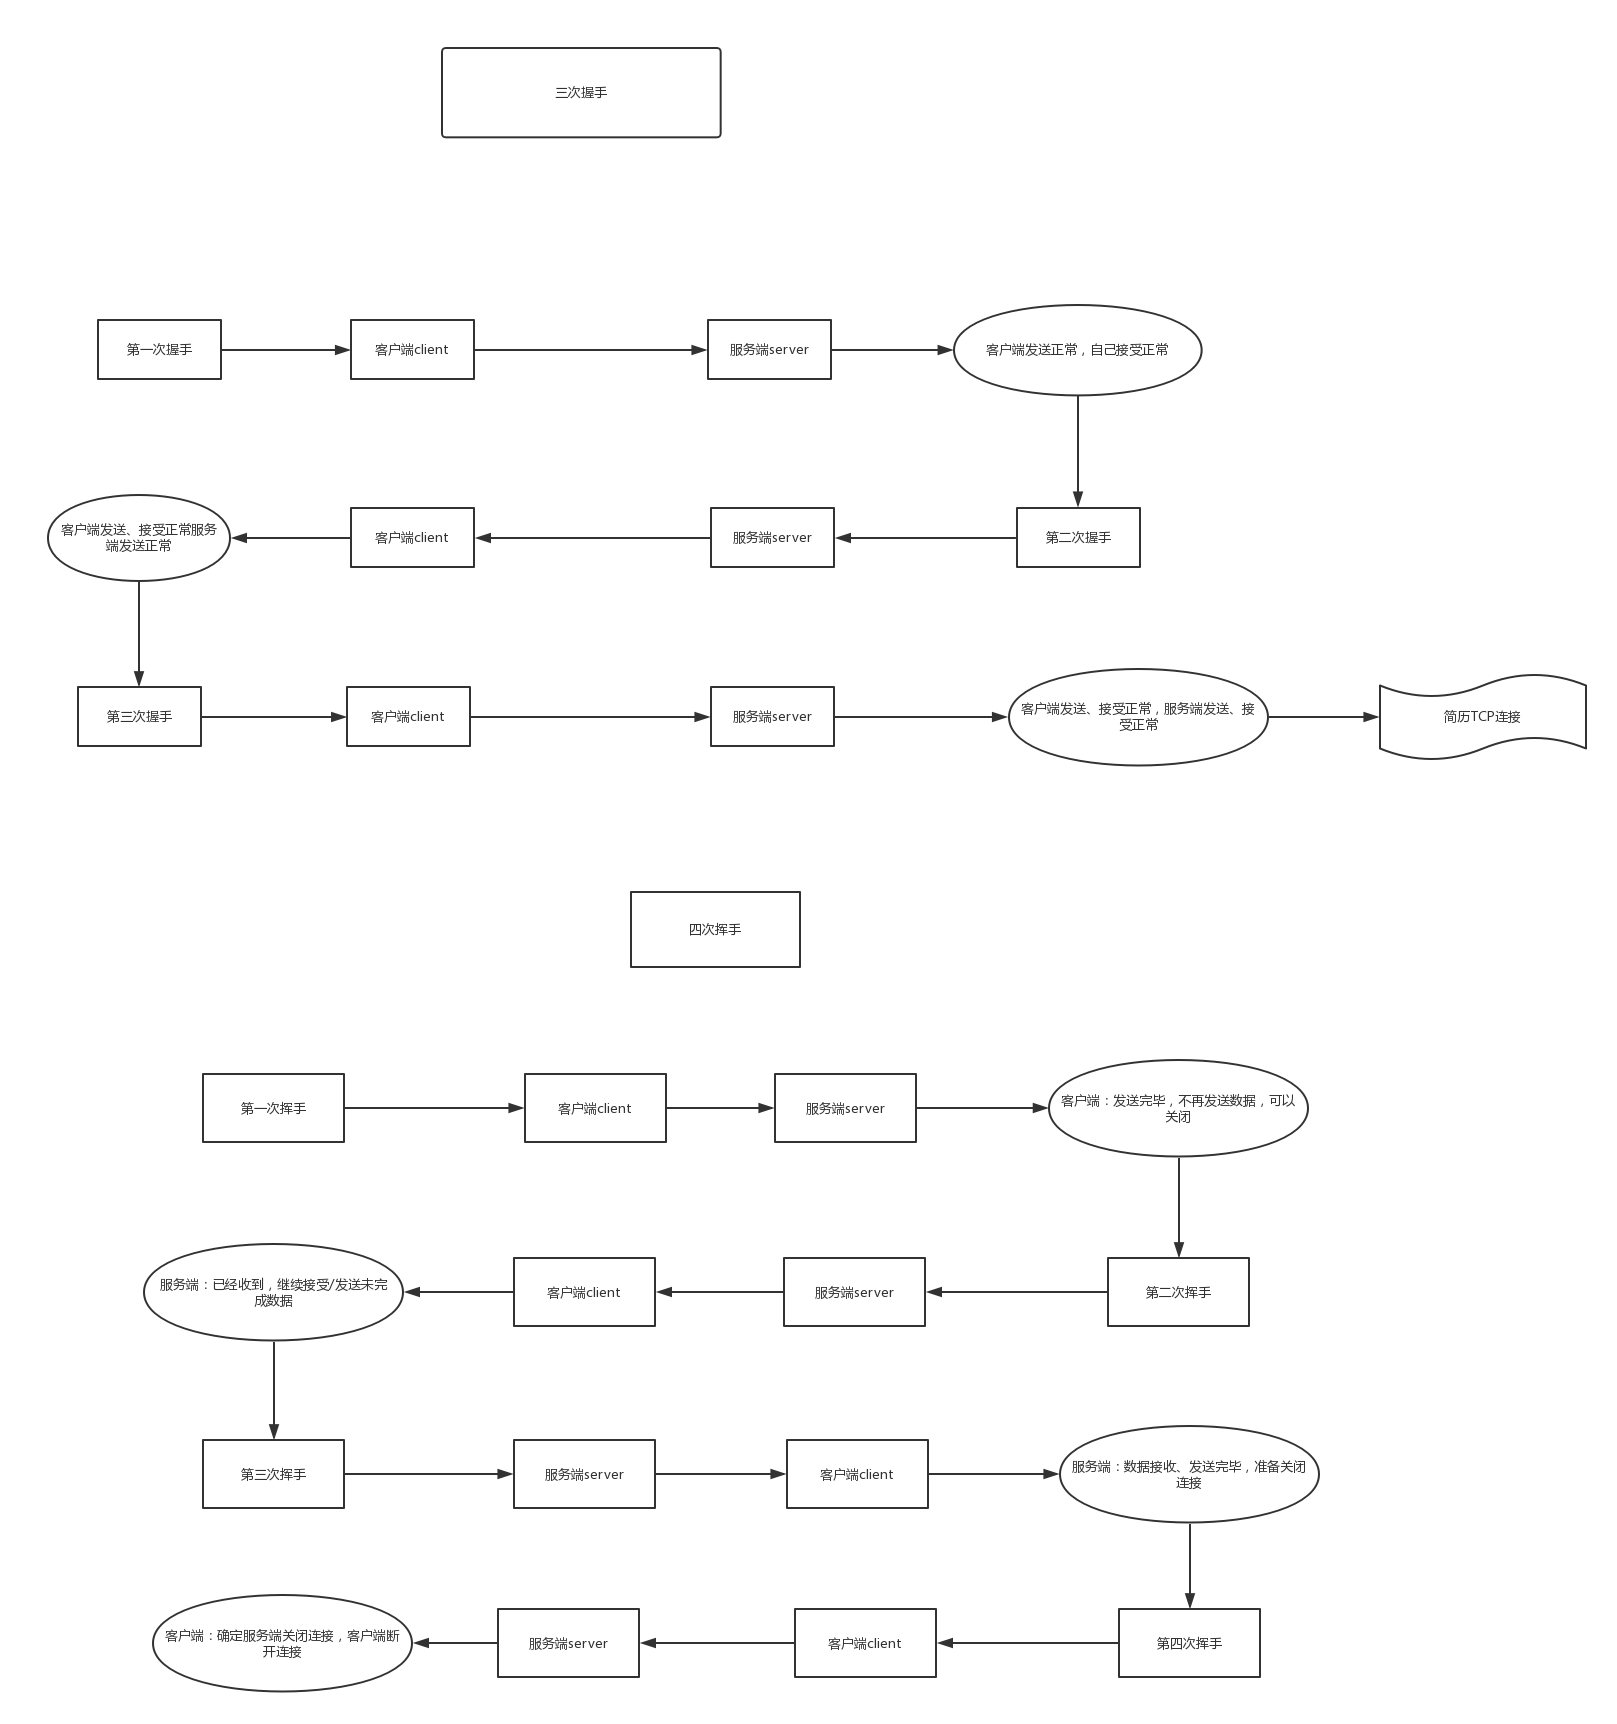 三次握手
第一次握手
客户端client
服务端server
客户端发送正常，自己接受正常
客户端发送、接受正常服务
端发送正常
客户端client
服务端server
第二次握手
第三次握手
客户端client
服务端server
客户端发送、接受正常，服务端发送、接
受正常
简历TCP连接
四次挥手
第一次挥手
客户端client
服务端server
客户端：发送完毕，不再发送数据，可以
关闭
服务端：已经收到，继续接受/发送未完
成数据
客户端client
服务端server
第二次挥手
第三次挥手
服务端server
客户端client
服务端：数据接收、发送完毕，准备关闭
连接
客户端：确定服务端关闭连接，客户端断
开连接
服务端server
客户端client
第四次挥手